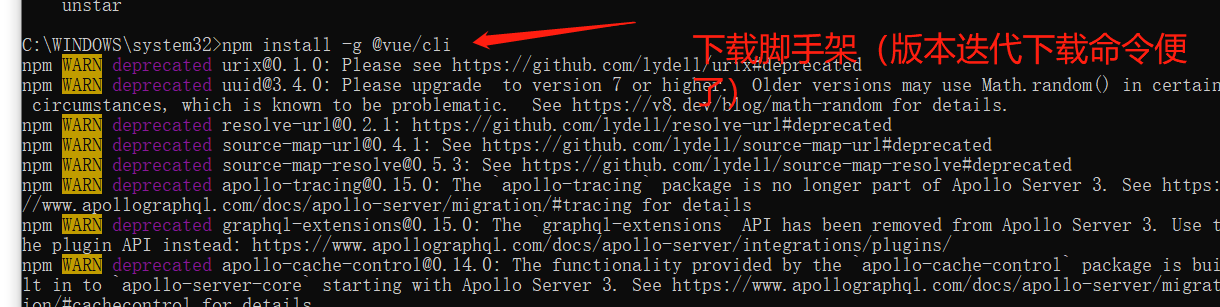 unstar
C:\WINDOWS\system32>npm install -g @vue/cli
下载脚手架（版本迭代下载命令便
了）
npm WARN deprecated urix@0.1.0: Please see https://github.com/lydell/urix#deprecated
npm WARN deprecated uuid@3.4.0: Please upgrade  to version 7 or higher.  Older versions may use Math.random() in certain
 circumstances, which is known to be problematic.  See https://v8.dev/blog/math-random for details.
npm WARN deprecated resolve-url@0.2.1: https://github.com/lydell/resolve-url#deprecated
npm WARN deprecated source-map-url@0.4.1: See https://github.com/lydell/source-map-url#deprecated
npm WARN deprecated source-map-resolve@0.5.3: See https://github.com/lydell/source-map-resolve#deprecated
npm WARN deprecated apollo-tracing@0.15.0: The `apollo-tracing` package is no longer part of Apollo Server 3. See https:
//www.apollographql.com/docs/apollo-server/migration/#tracing for details
npm WARN deprecated graphql-extensions@0.15.0: The `graphql-extensions` API has been removed from Apollo Server 3. Use t
he plugin API instead: https://www.apollographql.com/docs/apollo-server/integrations/plugins/
npm WARN deprecated apollo-cache-control@0.14.0: The functionality provided by the `apollo-cache-control` package is bui
lt in to `apollo-server-core` starting with Apollo Server 3. See https://www.apollographql.com/docs/apollo-server/migrat
ion/#cachecontrol for details